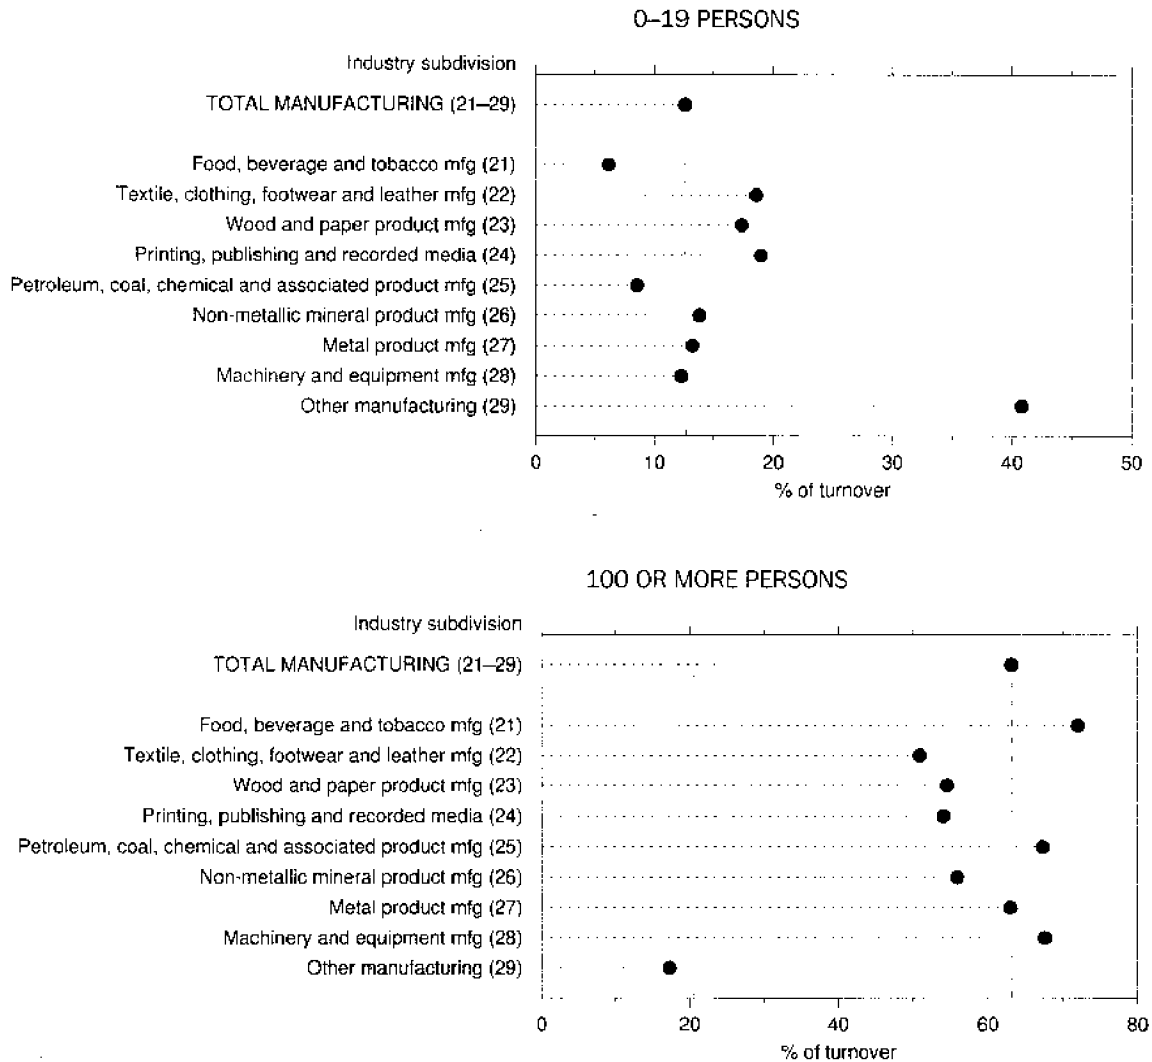 0–19 PERSONS
Industry subdivision
TOTAL MANUFACTURING (21–29)
Food, beverage and tobacco mfg (21)
Textile, clothing, footwear and leather mfg (22)
Wood and paper product mfg (23)
Printing, publishing and recorded media (24)
Petroleum, coal, chemical and associated product mfg (25)
Non-metallic mineral product mfg (26)
Metal product mfg (27)
Machinery and equipment mfg (28)
Other manufacturing (29)
0 10 20 30 40 50
% of turnover
100 OR MORE PERSONS
Industry subdivision
TOTAL MANUFACTURING (21–29)
Food, beverage and tobacco mfg (21)
Textile, clothing, footwear and leather mfg (22)
Wood and paper product mfg (23)
Printing, publishing and recorded media (24)
Petroleum, coal, chemical and associated product mfg (25)
Non-metallic mineral product mfg (26)
Metal product mfg (27)
Machinery and equipment mfg (28)
Other manufacturing (29)
0 20 40 60 80
% of turnover